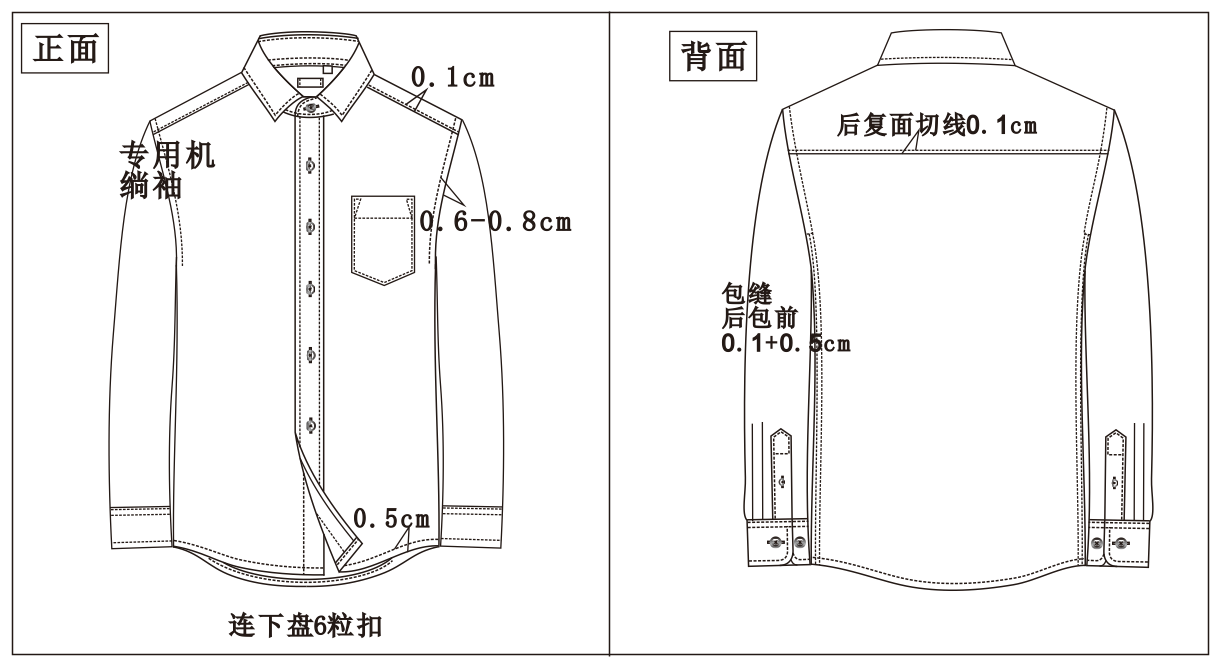 正面
0.1cm
专用机
绱袖
0.6-0.8cm
0.5cm
连下盘6粒扣
背面
后复面切线0.1cm
包缝
后包前
0.1+0.5cm